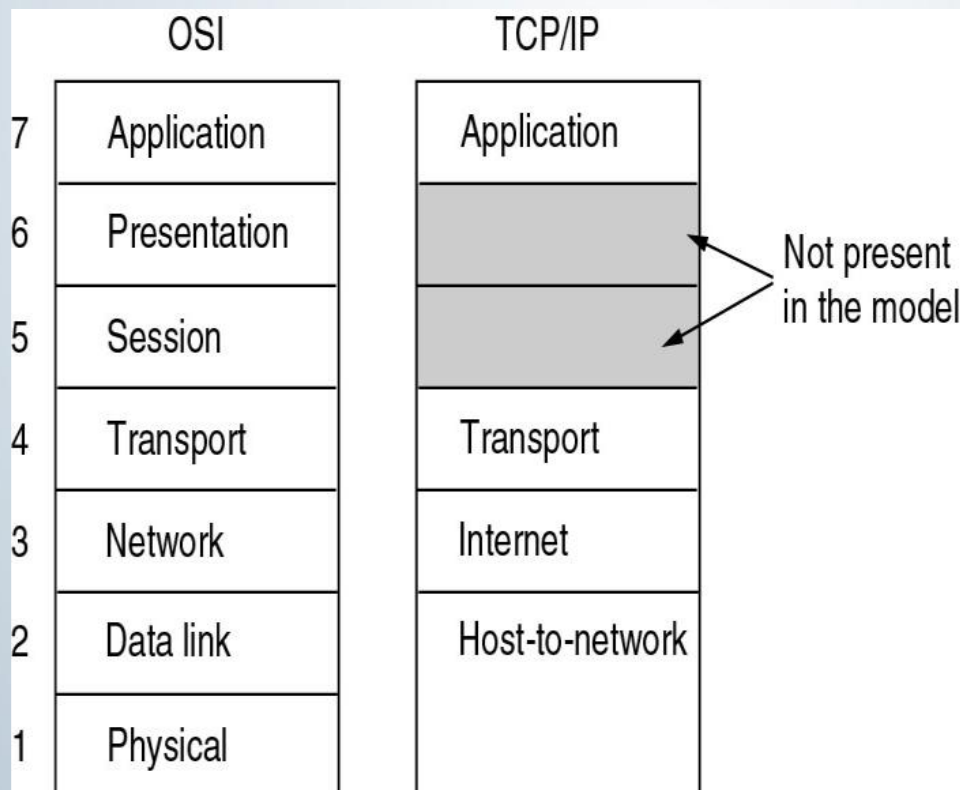 OSI TCP/IP
7 Application Application
6 Presentation
Not present
in the model
5 Session
4 Transport Transport
3 Network Internet
2 Data link Host-to-network
1 Physical